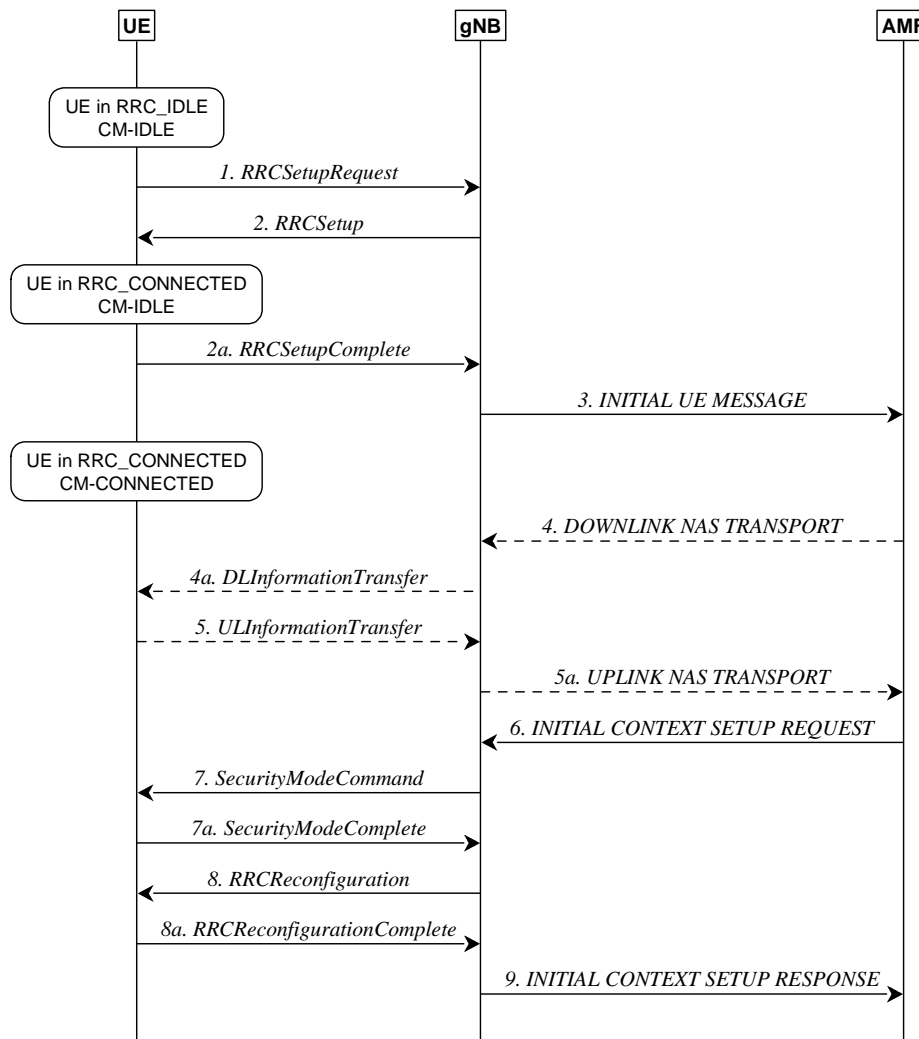 UE gNB AMF
UE in RRC_IDLE
CM-IDLE
1. RRCSetupRequest
2. RRCSetup
UE in RRC_CONNECTED
CM-IDLE
2a. RRCSetupComplete
3. INITIAL UE MESSAGE
UE in RRC_CONNECTED
CM-CONNECTED
4. DOWNLINK NAS TRANSPORT
4a. DLInformationTransfer
5. ULInformationTransfer
5a. UPLINK NAS TRANSPORT
6. INITIAL CONTEXT SETUP REQUEST
7. SecurityModeCommand
7a. SecurityModeComplete
8. RRCReconfiguration
8a. RRCReconfigurationComplete
9. INITIAL CONTEXT SETUP RESPONSE